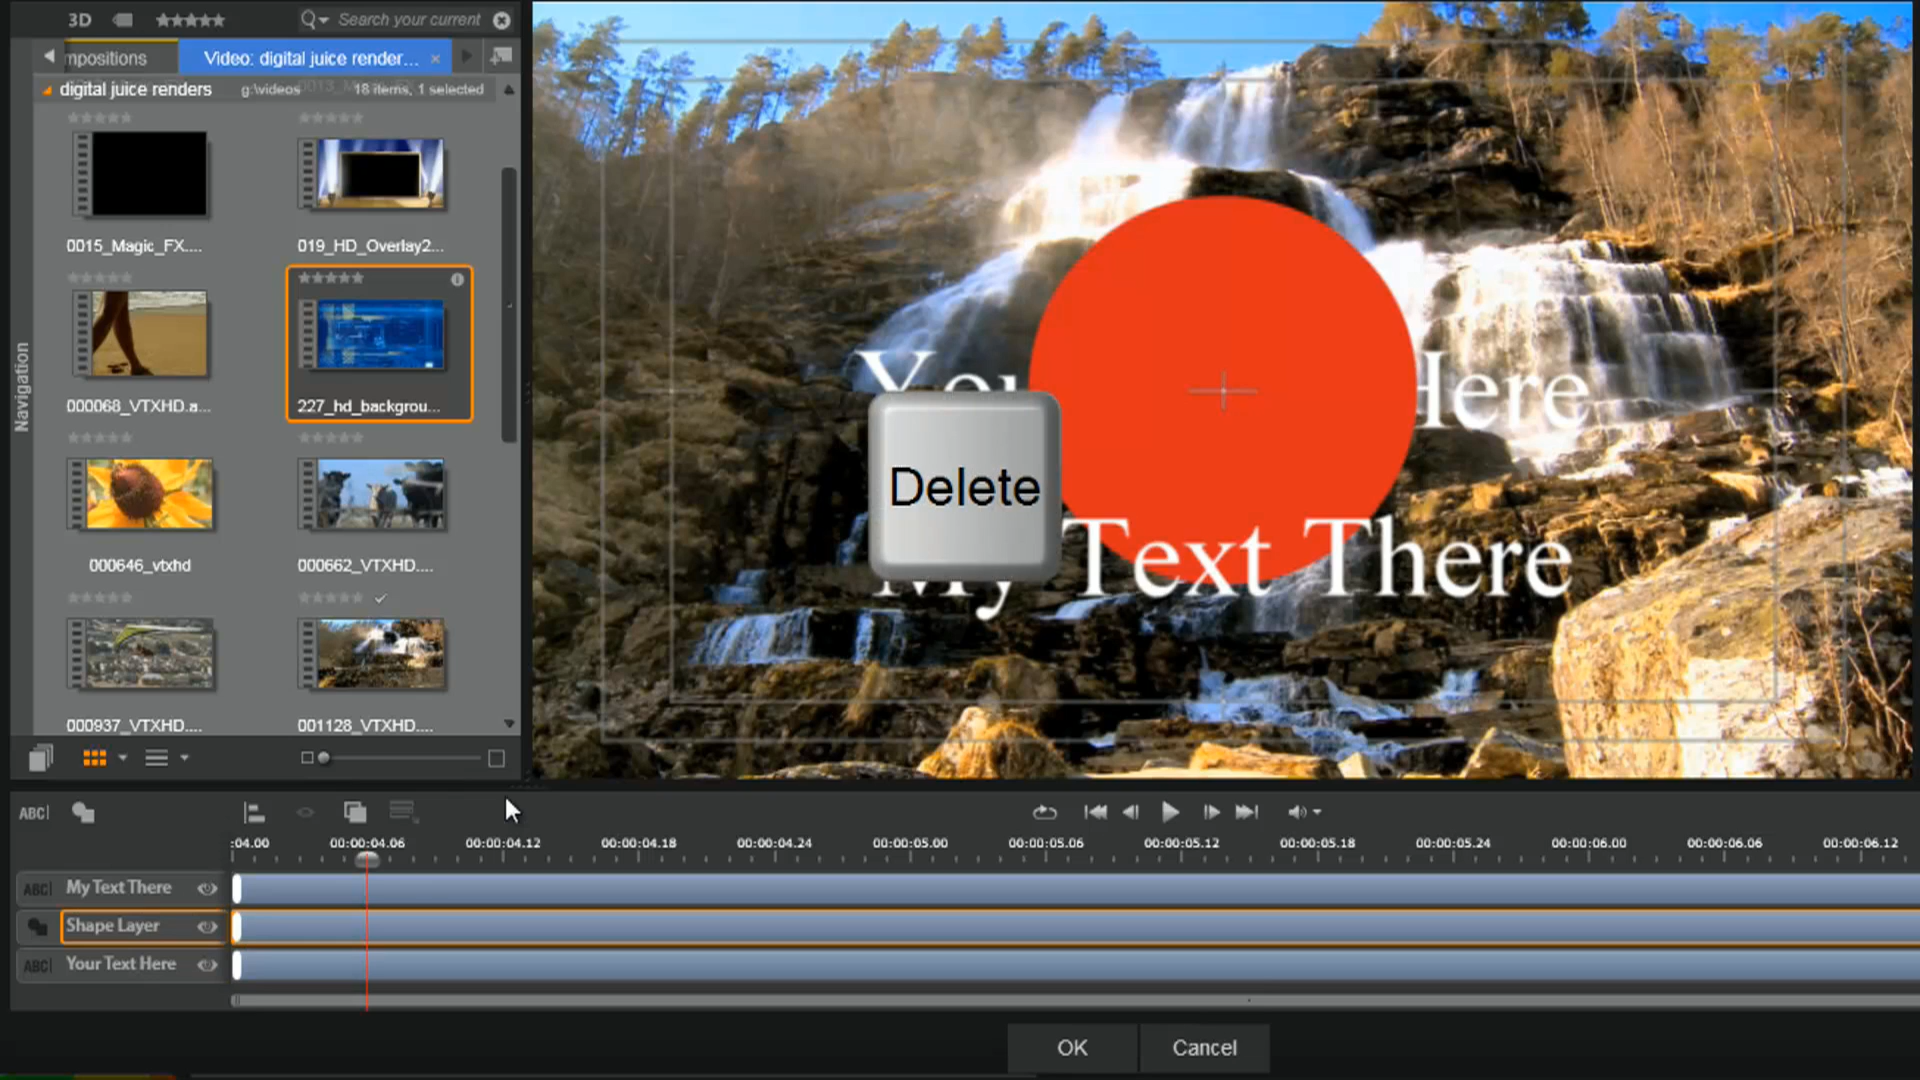 3D
Search your current
mpositions
Video: digital juice render...
digital juice renders
g:\videos
18 items, 1 selected
0015_Magic_FX....
019_HD_Overlay2...
000068_VTXHD.a...
227_hd_backgrou...
000646_vtxhd
000662_VTXHD....
000937_VTXHD....
001128_VTXHD....
Navigation
You
Here
Delete
My Text There
ABC
:04.00
00:00:04.06
00:00:04.12
00:00:04.18
00:00:04.24
00:00:05.00
00:00:05.06
00:00:05.12
00:00:05.18
00:00:05.24
00:00:06.00
00:00:06.06
00:00:06.12
ABC
My Text There
Shape Layer
ABC
Your Text Here
OK
Cancel